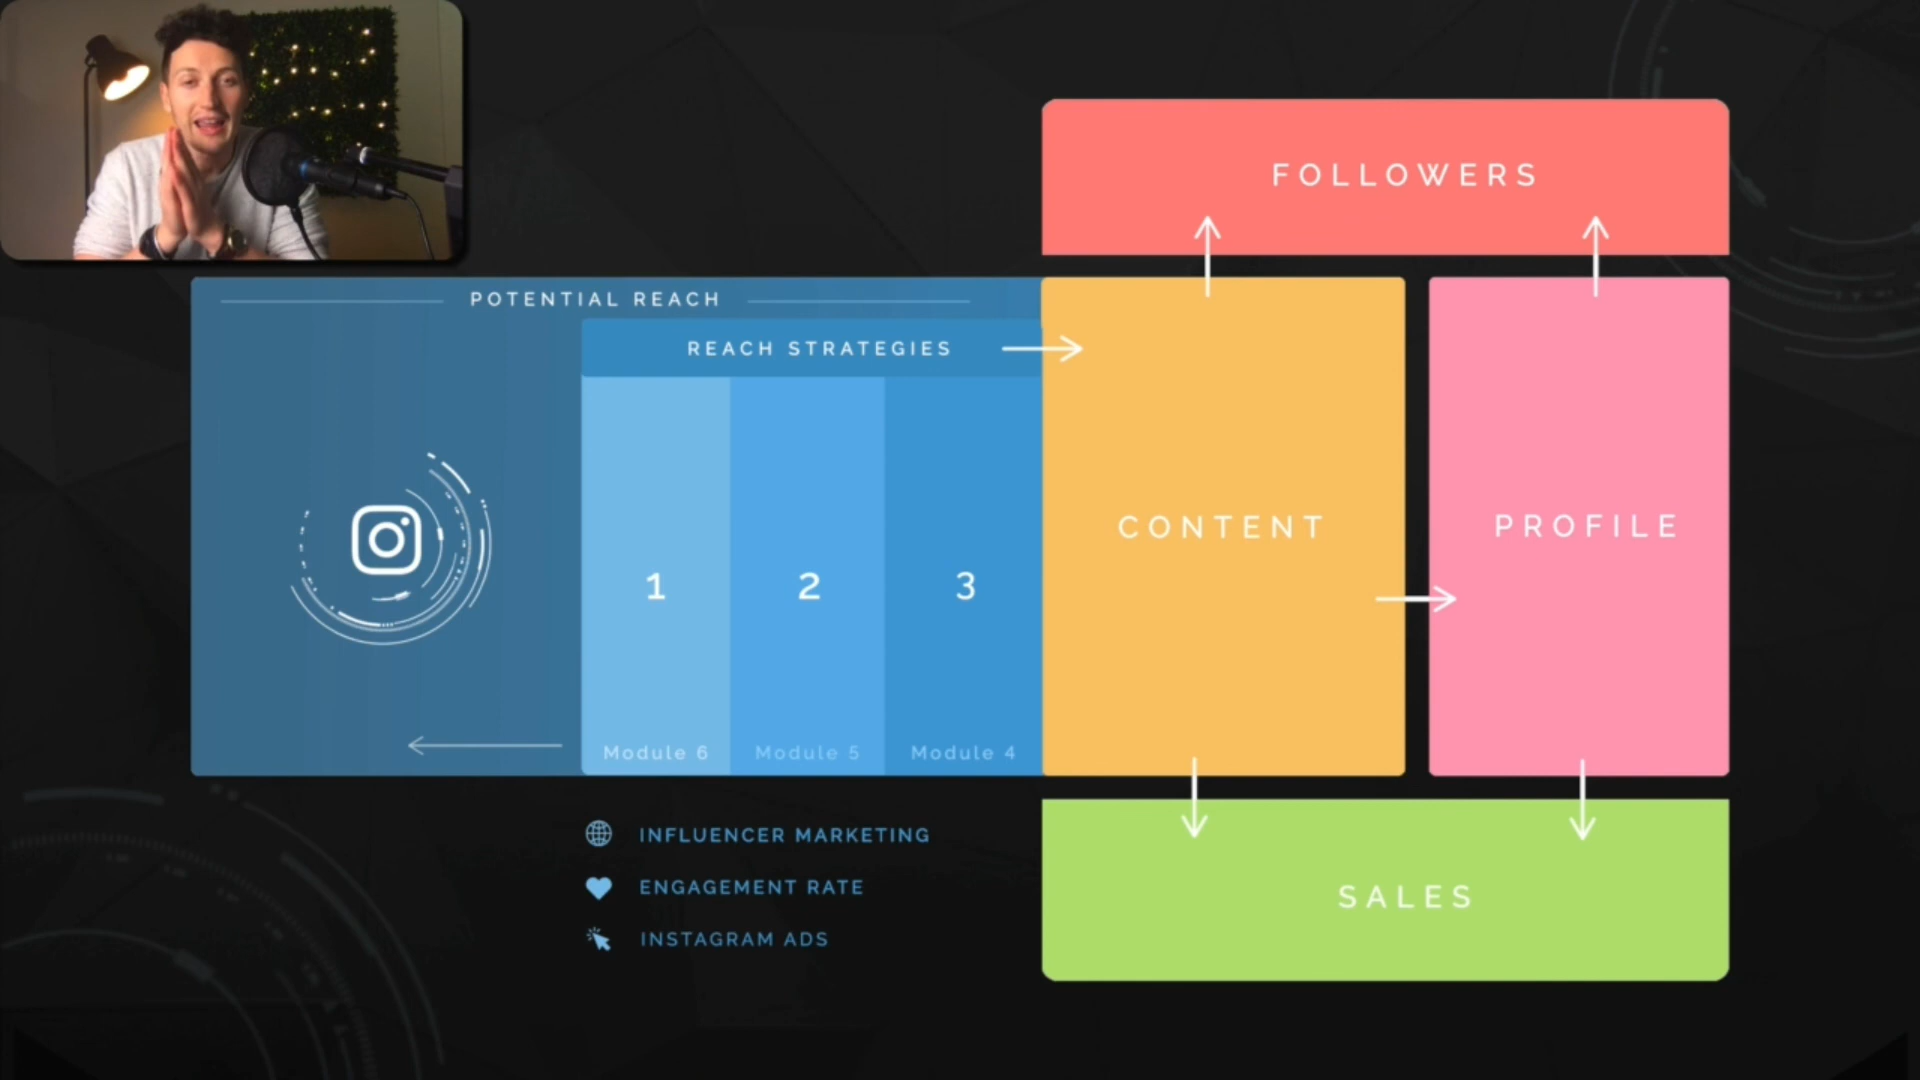 FOLLOWERS
POTENTIAL REACH
REACH STRATEGIES
CONTENT
PROFILE
1
2
3
Module 6
Module 5
Module 4
INFLUENCER MARKETING
ENGAGEMENT RATE
INSTAGRAM ADS
SALES